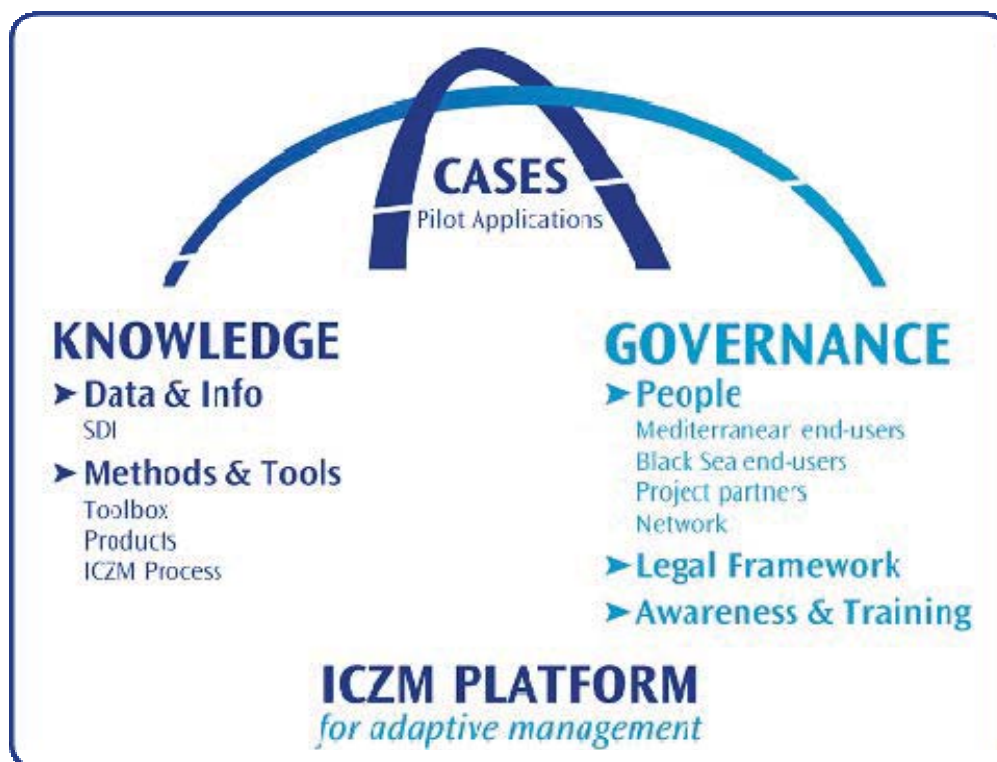 CASES
Pilot Applications
KNOWLEDGE
➤ Data & Info
SDI
➤ Methods & Tools
Toolbox
Products
ICZM Process
GOVERNANCE
➤ People
Mediterranear end-users
Black Sea end-users
Project partners
Network
➤ Legal Framework
➤ Awareness & Training
ICZM PLATFORM
for adaptive management